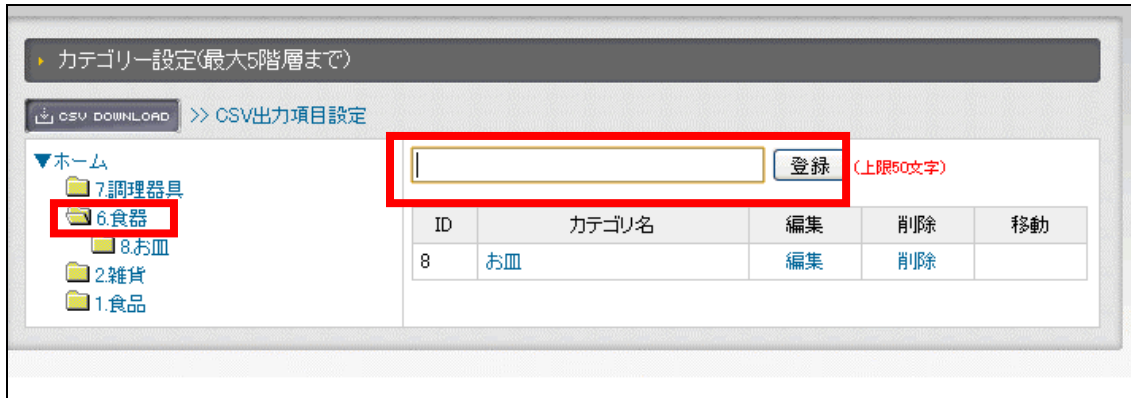 カテゴリー設定(最大5階層まで)
CSV DOWNLOAD >> CSV出力項目設定
▼ホーム
7.調理器具
6.食器
8.お皿
2.雑貨
1.食品
登録 (上限50文字)
ID カテゴリ名 編集 削除 移動
8 お皿 編集 削除